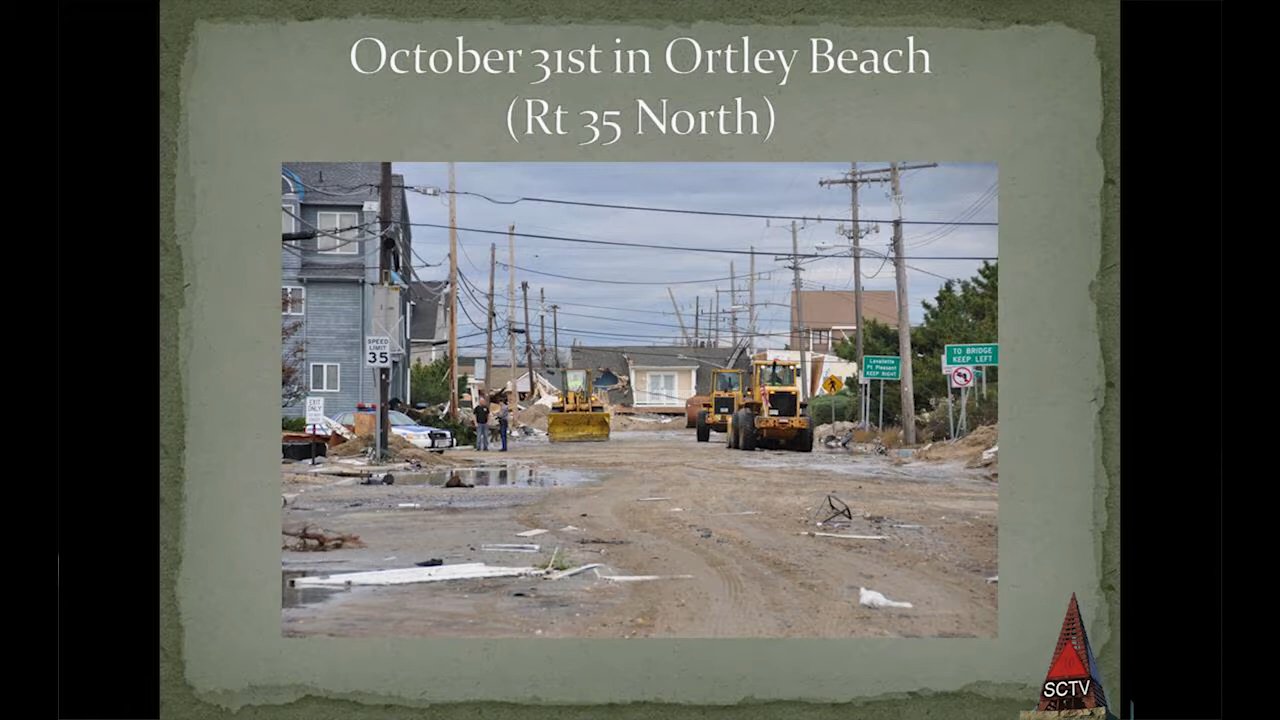 October 31st in Ortley Beach
(Rt 35 North)
SPEED
LIMIT
35
EXIT
ONLY
Lavallette
Pt Pleasant
KEEP RIGHT
TO BRIDGE
KEEP LEFT
SCTV